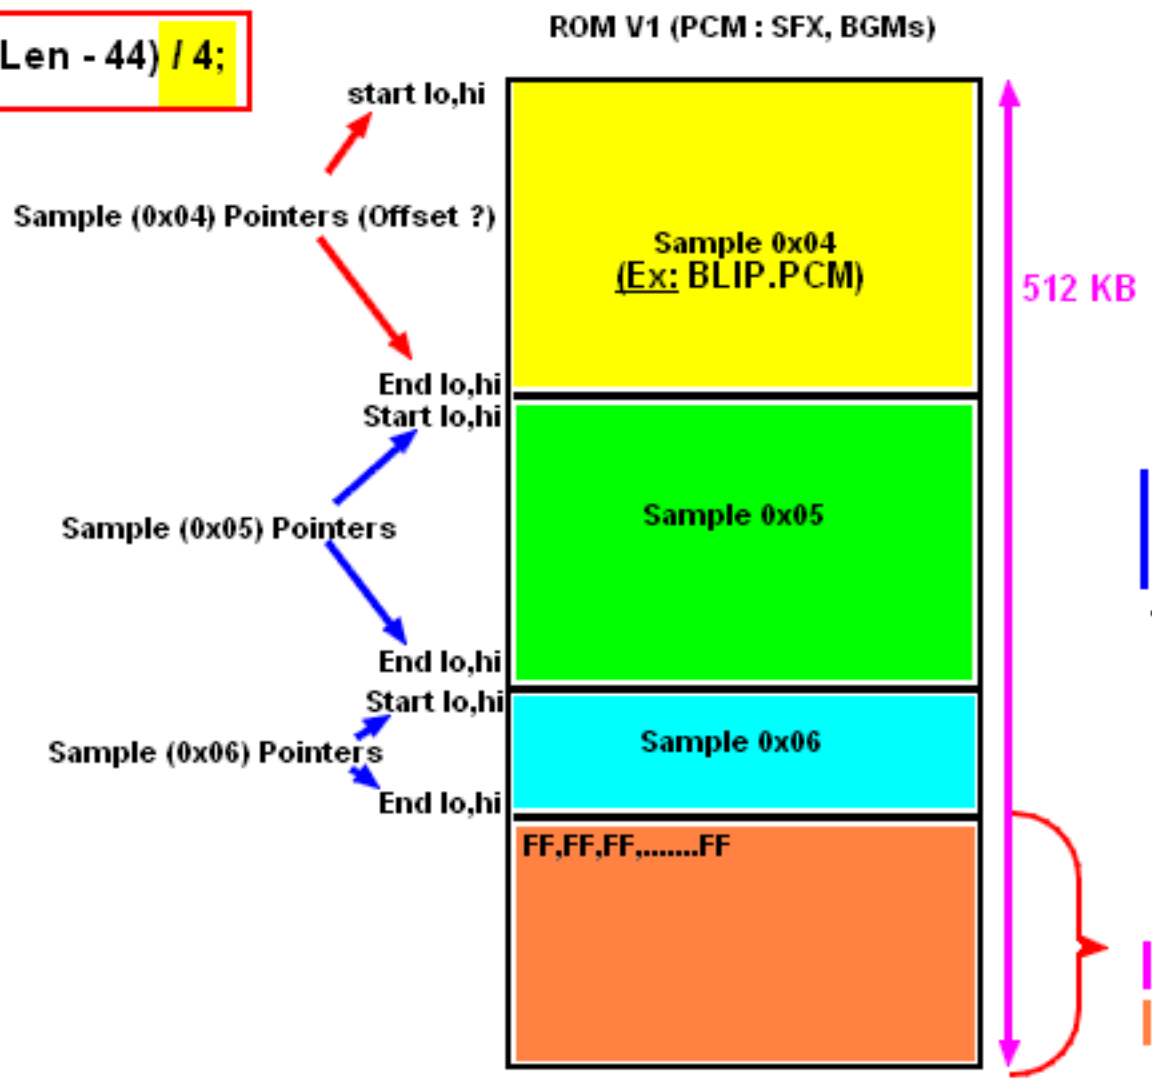 Len - 44) / 4;
ROM V1 (PCM : SFX, BGMs)
start lo,hi
Sample (0x04) Pointers (Offset ?)
Sample 0x04
(Ex: BLIP.PCM)
512 KB
End lo,hi
Start lo,hi
Sample (0x05) Pointers
Sample 0x05
End lo,hi
Start lo,hi
Sample (0x06) Pointers
Sample 0x06
End lo,hi
FF,FF,FF,.......FF